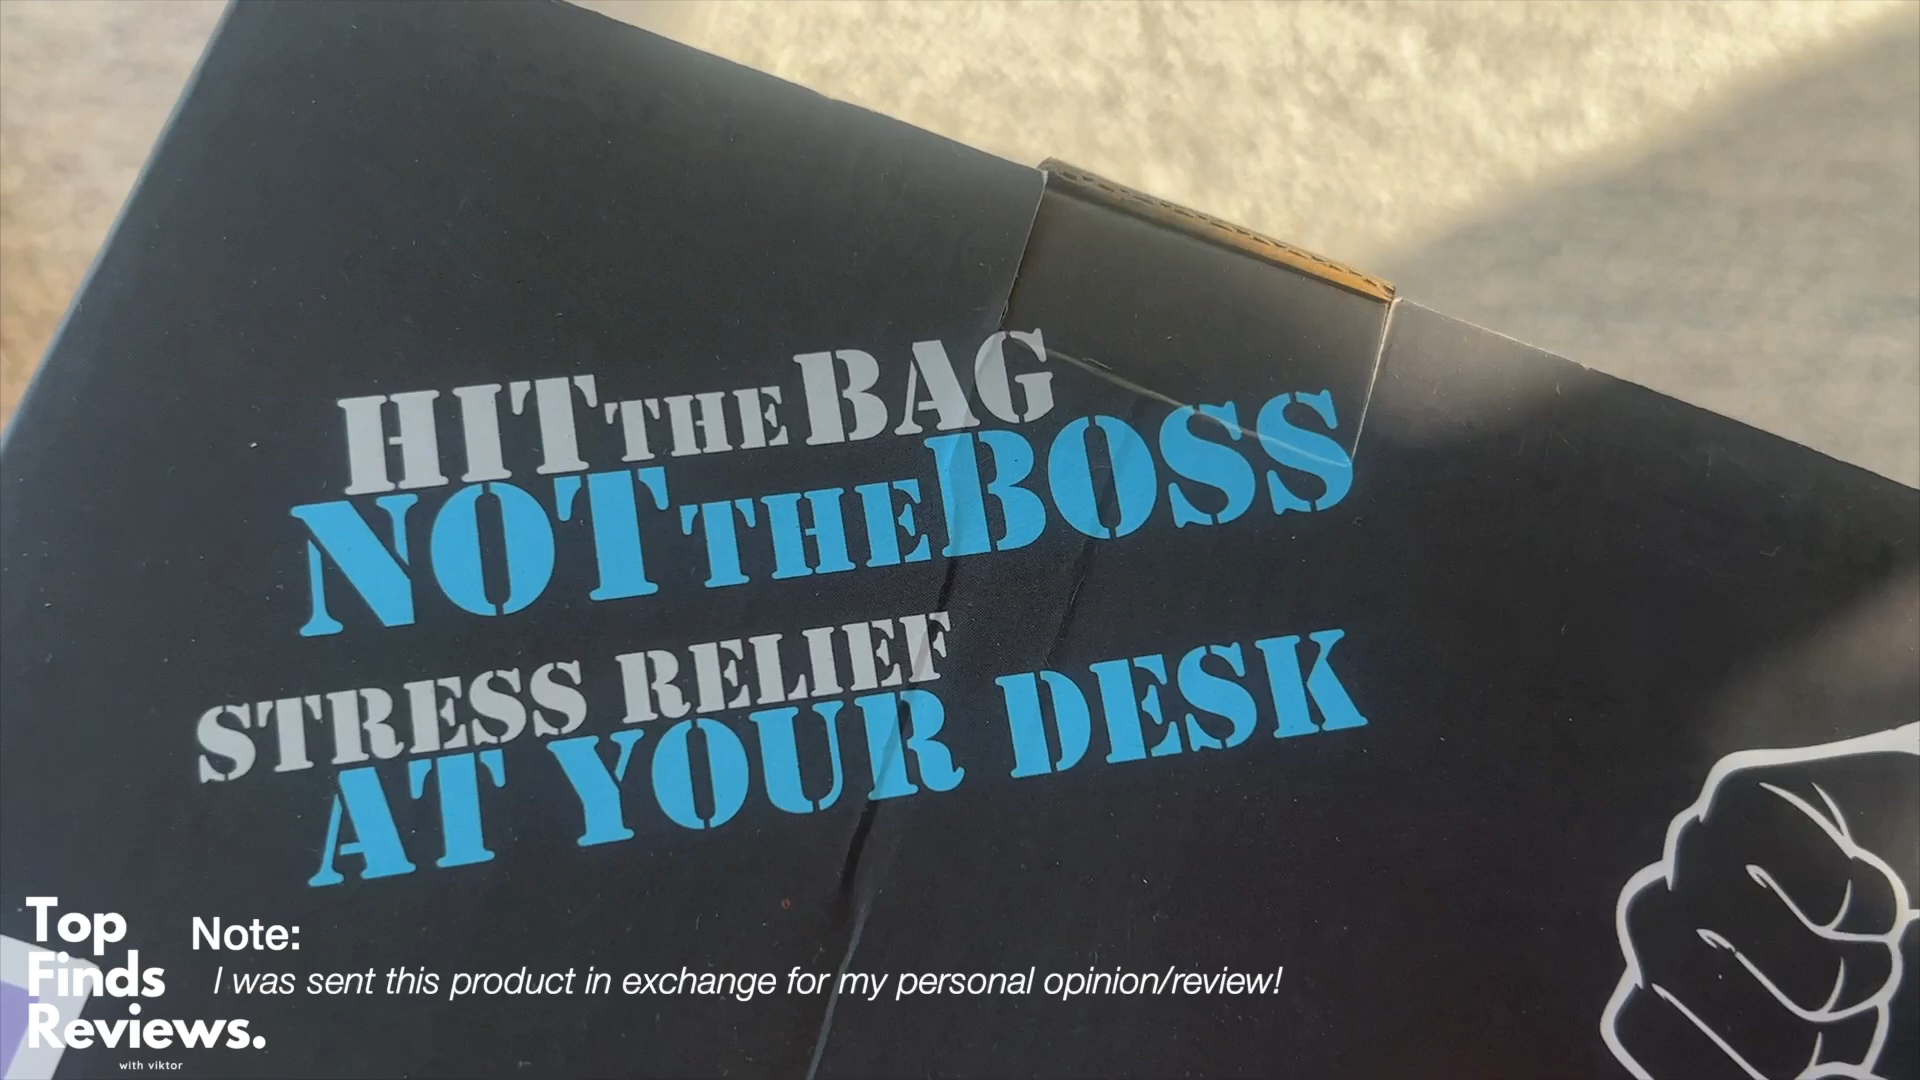 HIT THE BAG
NOT THE BOSS
STRESS RELIEF
AT YOUR DESK
Top
Finds
Reviews.
with viktor
Note:
I was sent this product in exchange for my personal opinion/review!